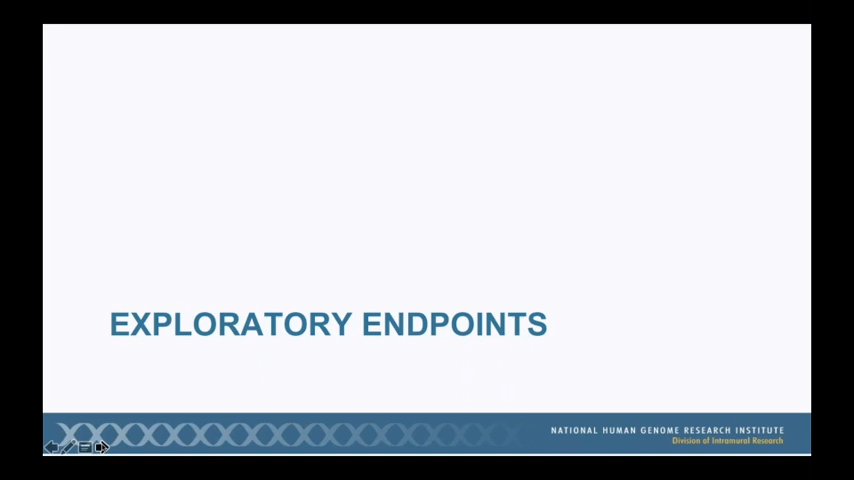 EXPLORATORY ENDPOINTS
NATIONAL HUMAN GENOME RESEARCH INSTITUTE
Division of Intramural Research